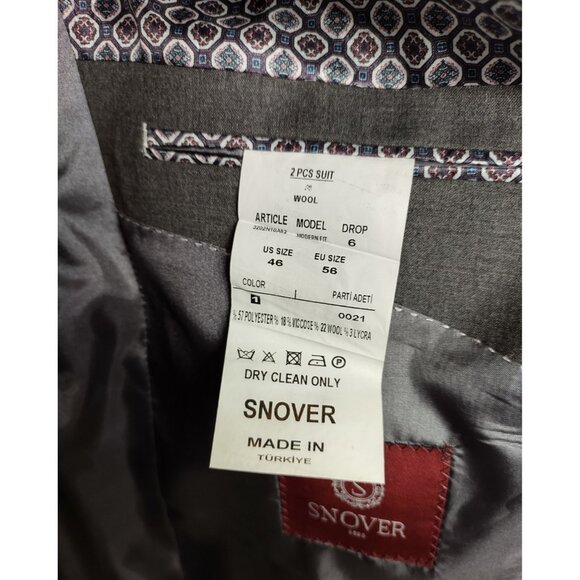 2 PCS SUIT
WOOL
ARTICLE MODEL DROP
MODERN FIT 6
US SIZE EU SIZE
46 56
COLOR PARTİ ADETİ
1 0021
% 57 POLYESTER % 18 % VISCOSE % 22 WOOL % 3 LYCRA
DRY CLEAN ONLY
SNOVER
MADE IN
TÜRKİYE
S
SNOVER